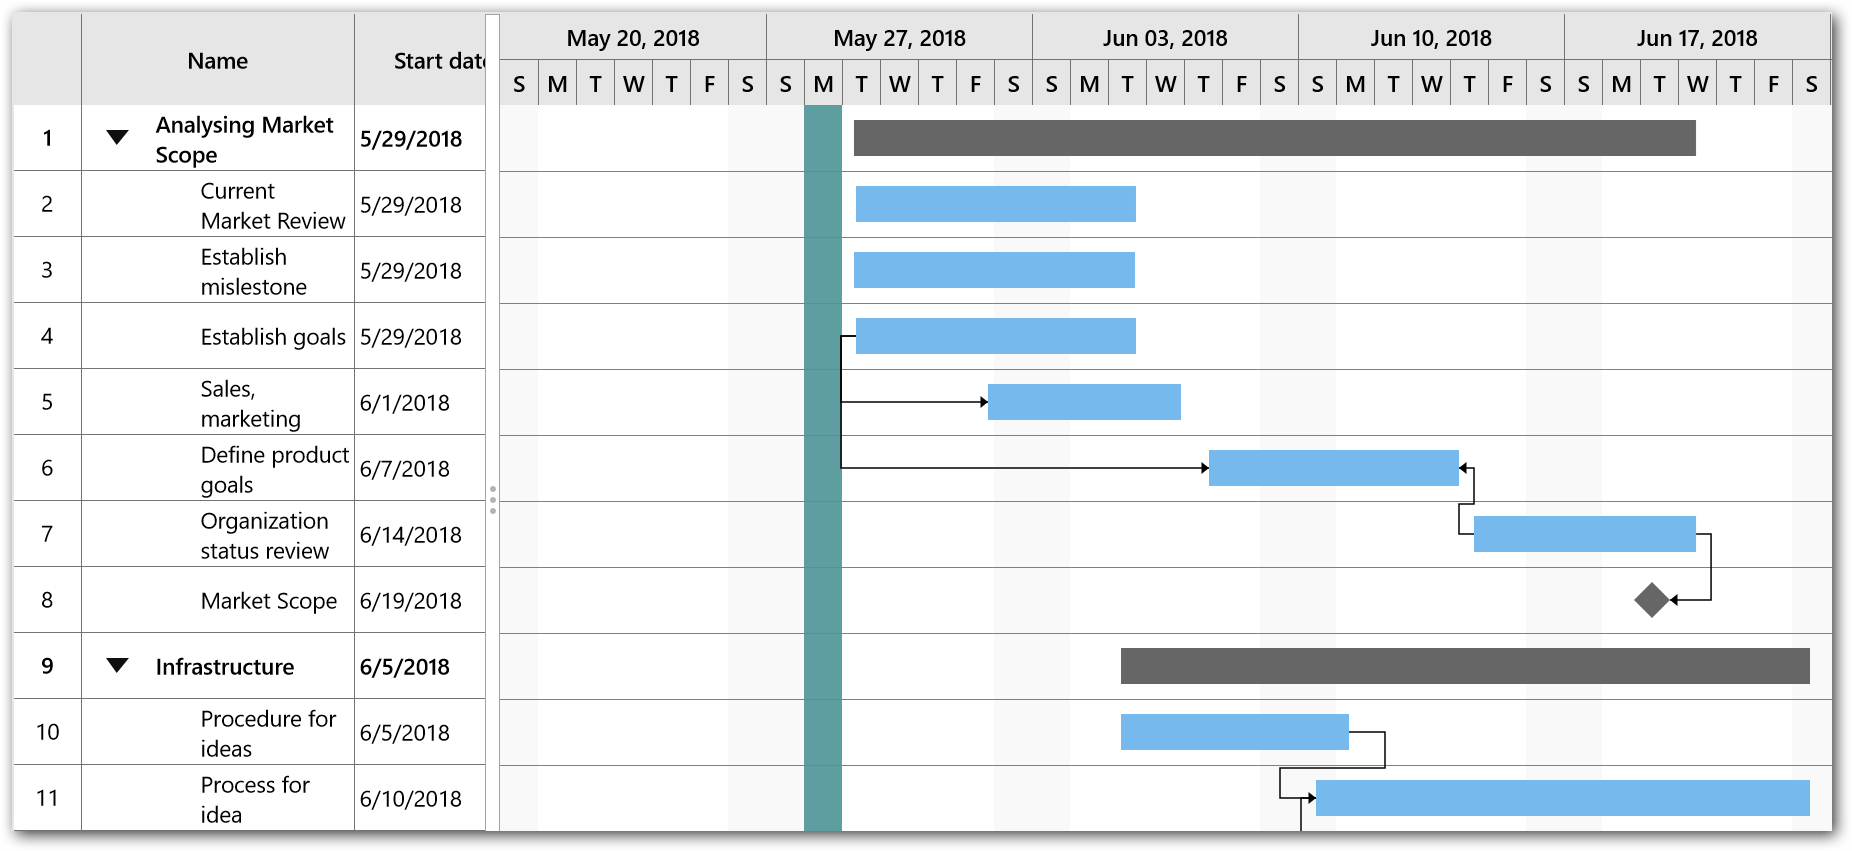 Name Start date May 20, 2018 May 27, 2018 Jun 03, 2018 Jun 10, 2018 Jun 17, 2018
S M T W T F S S M T W T F S S M T W T F S S M T W T F S S M T W T F S
1 Analysing Market
Scope 5/29/2018
2 Current
Market Review 5/29/2018
3 Establish
mislestone 5/29/2018
4 Establish goals 5/29/2018
5 Sales,
marketing 6/1/2018
6 Define product
goals 6/7/2018
7 Organization
status review 6/14/2018
8 Market Scope 6/19/2018
9 Infrastructure 6/5/2018
10 Procedure for
ideas 6/5/2018
11 Process for
idea 6/10/2018